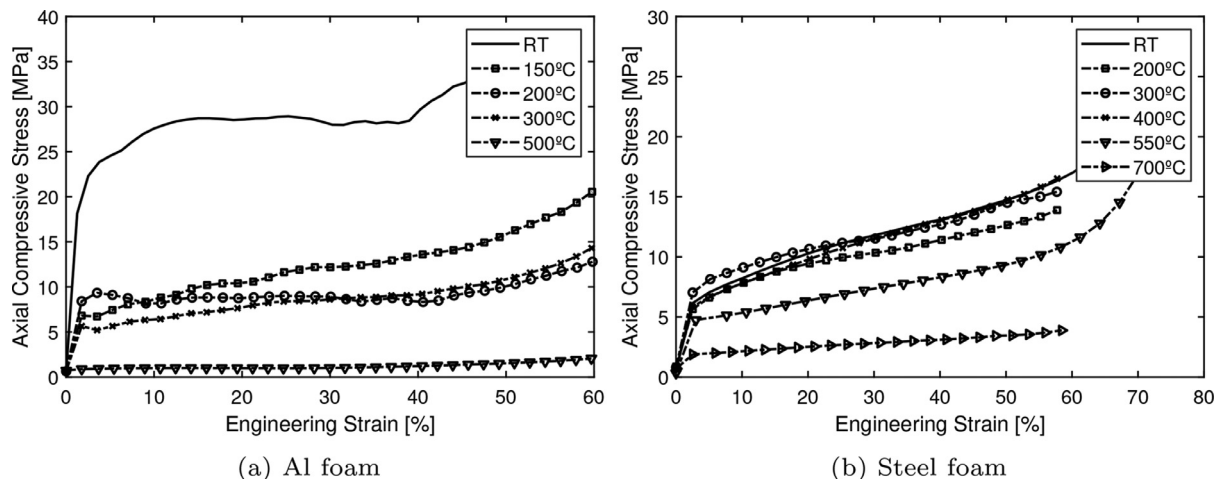 40
35
30
25
20
15
10
5
0
Axial Compressive Stress [MPa]
RT
150ºC
200ºC
300ºC
500ºC
0 10 20 30 40 50 60
Engineering Strain [%]
(a) Al foam
30
25
20
15
10
5
0
Axial Compressive Stress [MPa]
RT
200ºC
300ºC
400ºC
550ºC
700ºC
0 10 20 30 40 50 60 70 80
Engineering Strain [%]
(b) Steel foam